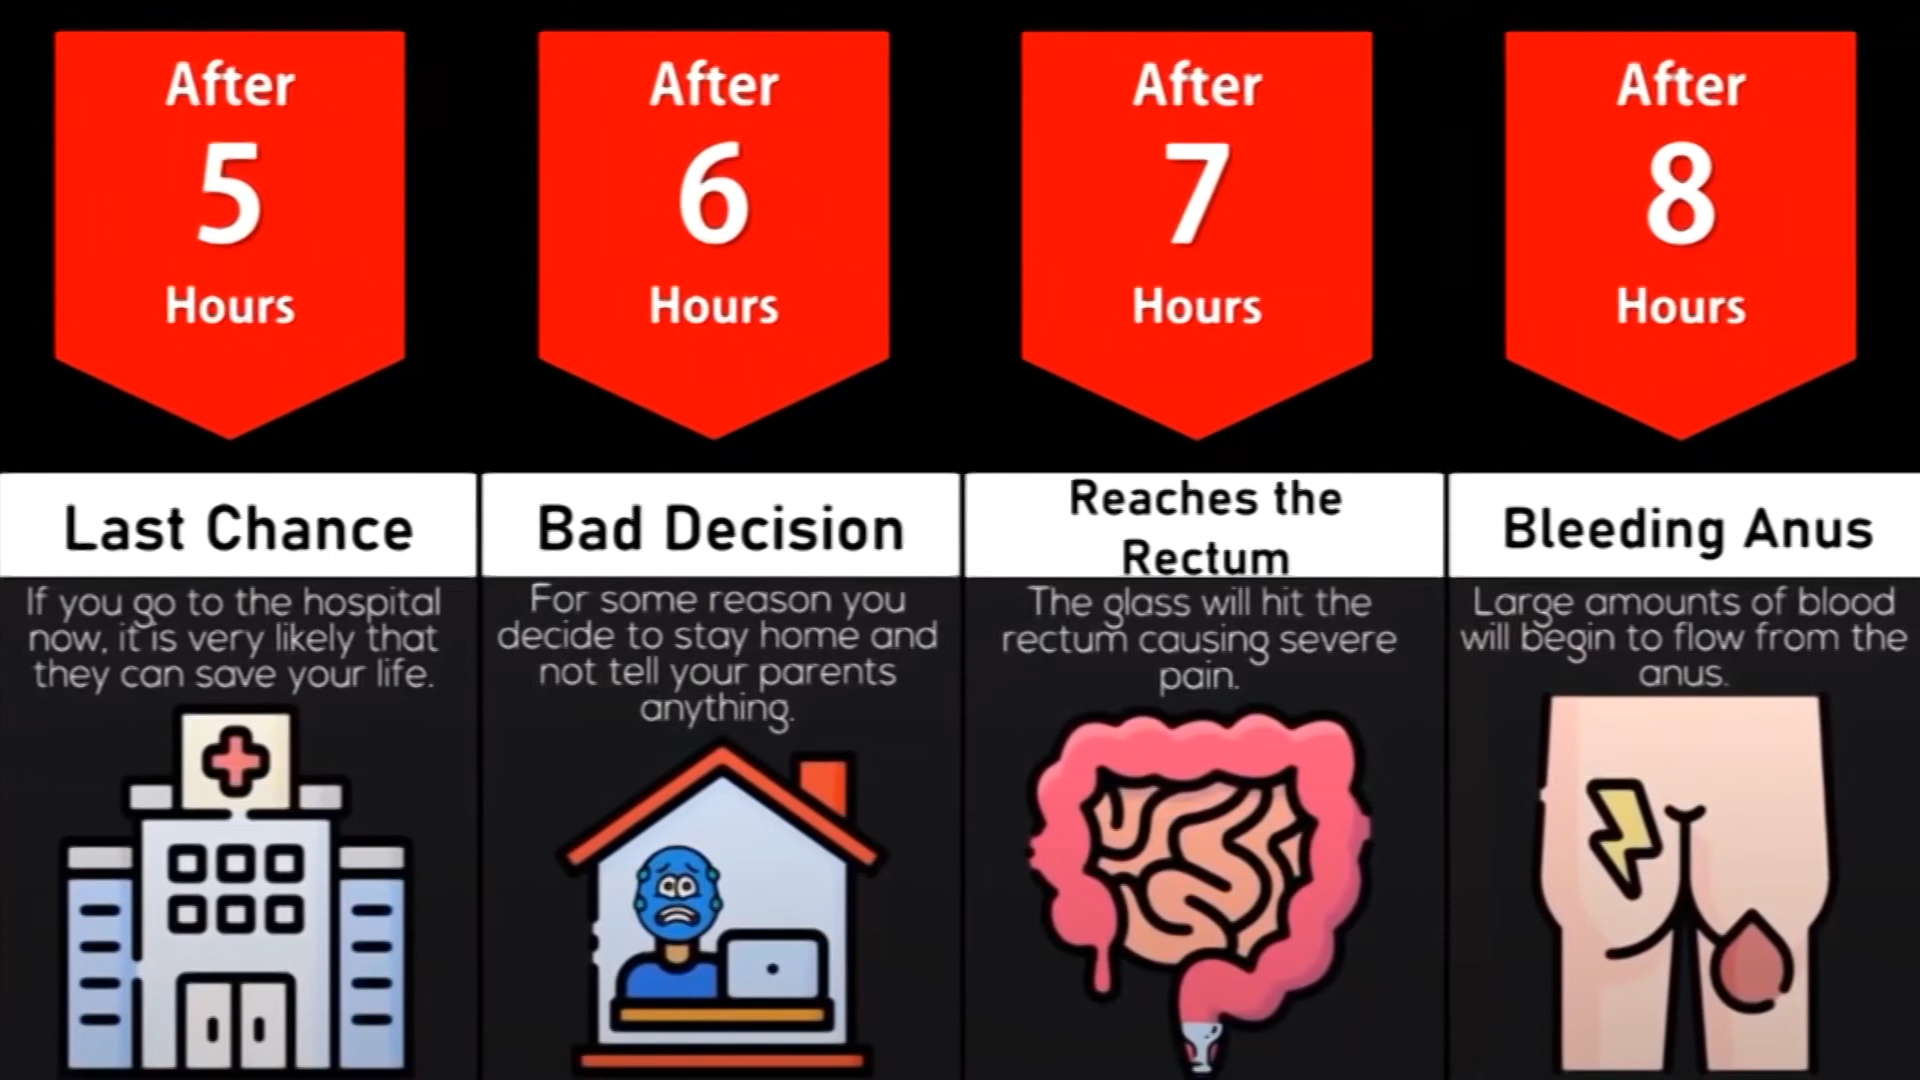 After
5
Hours
Last Chance
If you go to the hospital
now, it is very likely that
they can save your life.
After
6
Hours
Bad Decision
For some reason you
decide to stay home and
not tell your parents
anything.
After
7
Hours
Reaches the
Rectum
The glass will hit the
rectum causing severe
pain.
After
8
Hours
Bleeding Anus
Large amounts of blood
will begin to flow from the
anus.